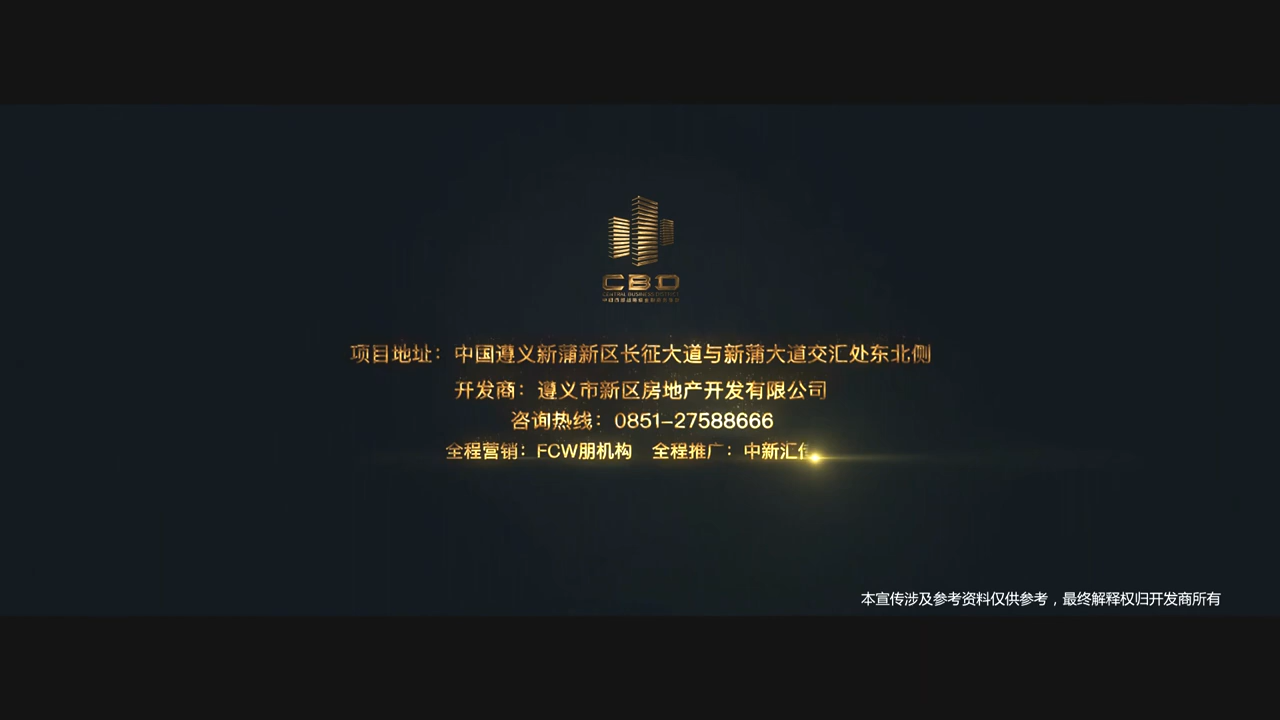 CBD
CENTRAL BUSINESS DISTRICT
项目地址：中国遵义新蒲新区长征大道与新蒲大道交汇处东北侧
开发商：遵义市新区房地产开发有限公司
咨询热线：0851-27588666
全程营销：FCW朋机构 全程推广：中新汇
本宣传涉及参考资料仅供参考，最终解释权归开发商所有